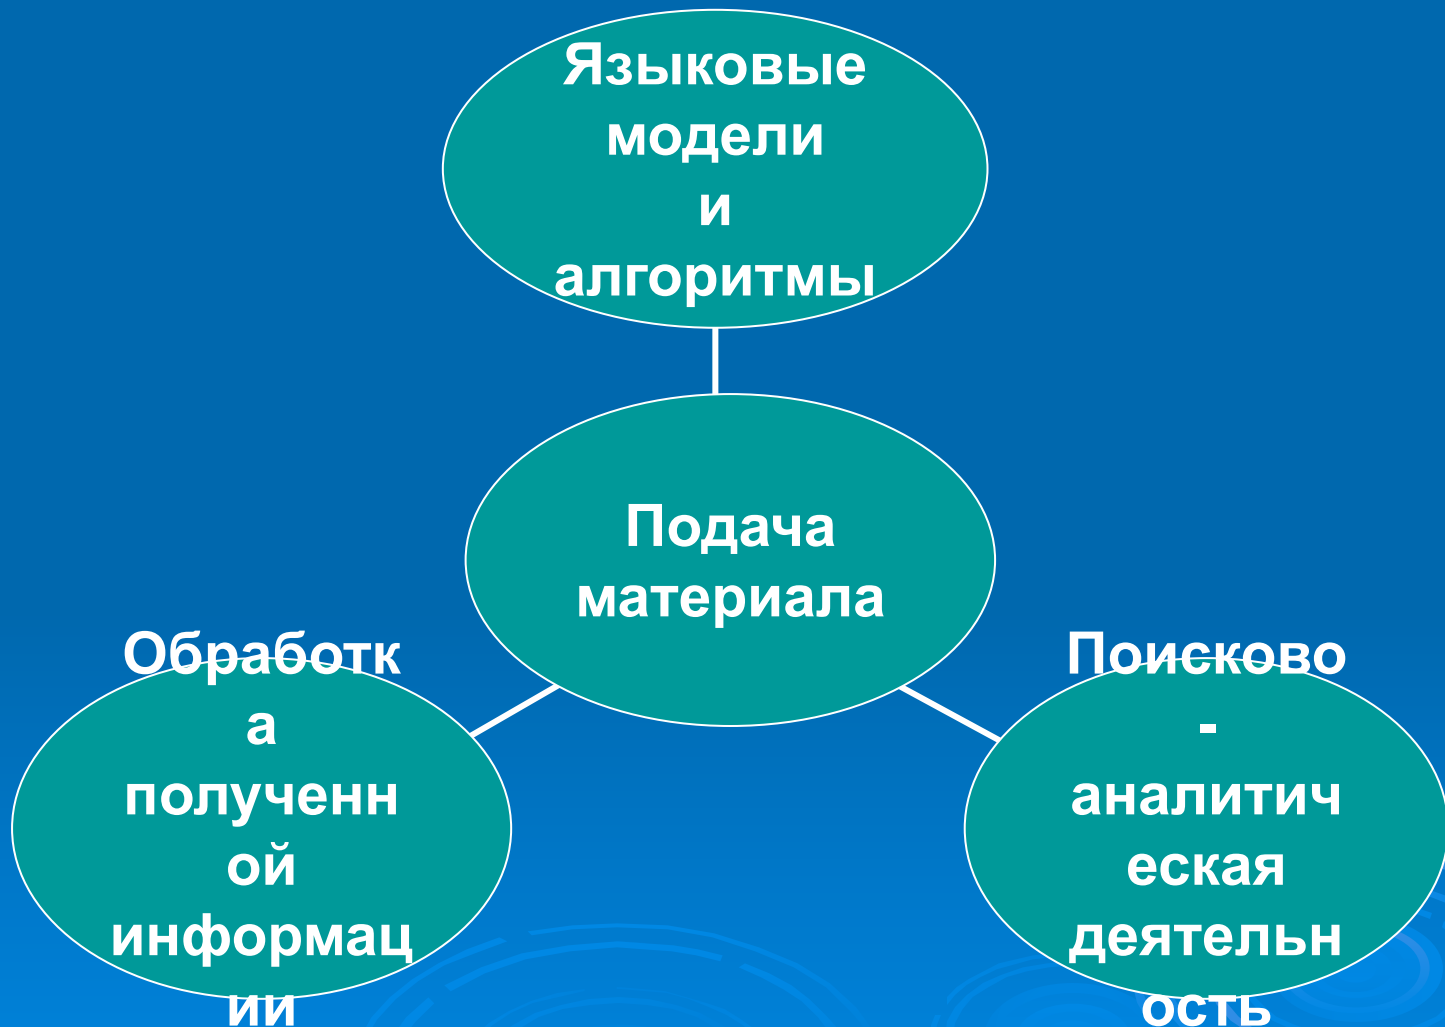 Языковые
модели
и
алгоритмы
Подача
материала
Обработк
а
полученн
ой
информац
ии
Поисково
-
аналитич
еская
деятельн
ость